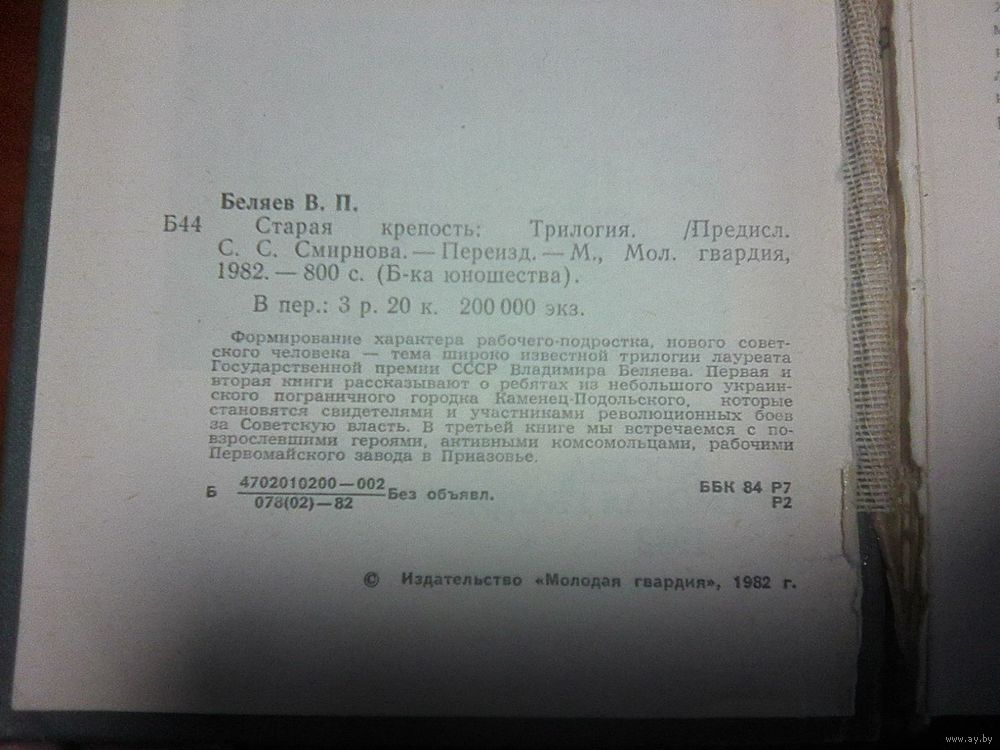 Беляев В. П.
Б44 Старая крепость: Трилогия. /Предисл.
С. С. Смирнова. — Переизд. — М., Мол. гвардия,
1982. — 800 с. (Б-ка юношества).
В пер.: 3 р. 20 к. 200 000 экз.
Формирование характера рабочего-подростка, нового совет-
ского человека — тема широко известной трилогии лауреата
Государственной премии СССР Владимира Беляева. Первая и
вторая книги рассказывают о ребятах из небольшого украин-
ского пограничного городка Каменец-Подольского, которые
становятся свидетелями и участниками революционных боев
за Советскую власть. В третьей книге мы встречаемся с по-
взрослевшими героями, активными комсомольцами, рабочими
Первомайского завода в Приазовье.
Б 4702010200—002 Без объявл.
078(02)—82
ББК 84 Р7
Р2
© Издательство «Молодая гвардия», 1982 г.
www.ay.by